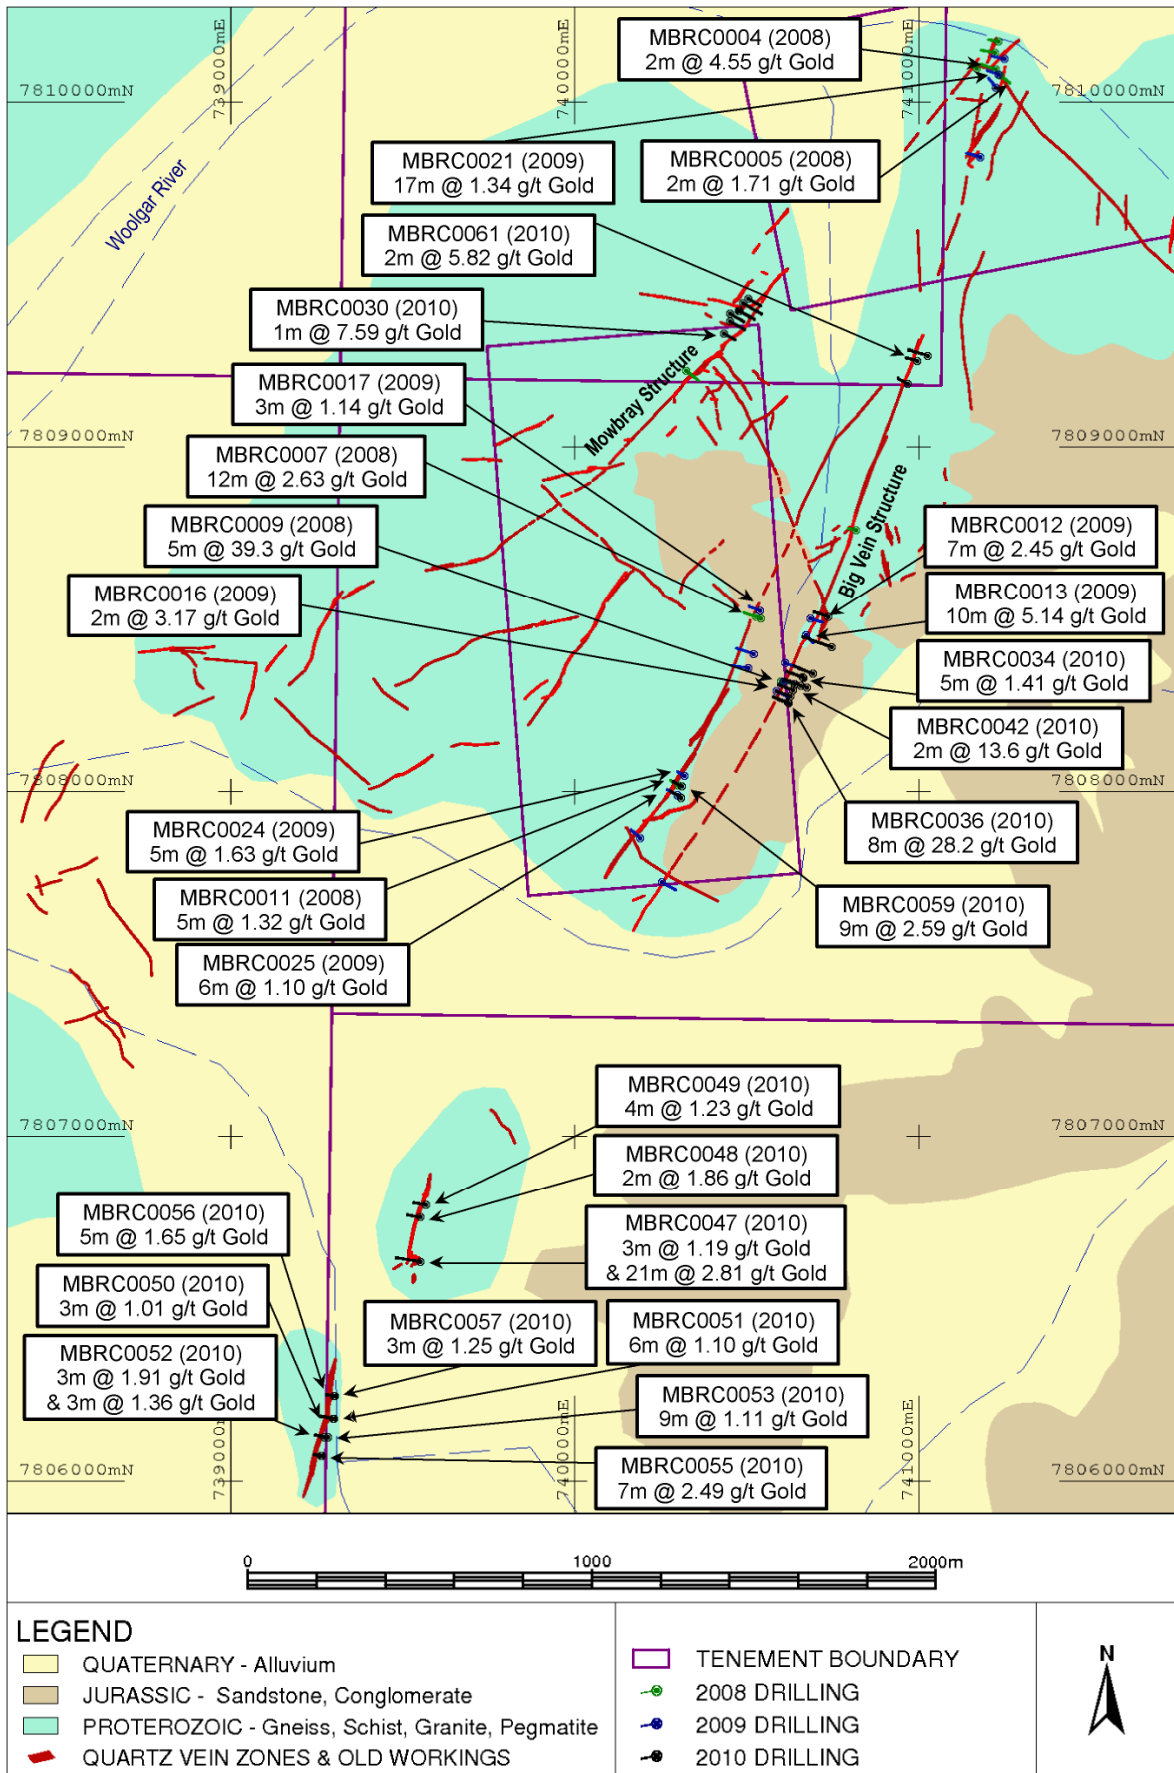 739000mE
740000mE
741000mE
MBRC0004 (2008)
2m @ 4.55 g/t Gold
7810000mN
7810000mN
Woolgar River
MBRC0021 (2009)
17m @ 1.34 g/t Gold
MBRC0005 (2008)
2m @ 1.71 g/t Gold
MBRC0061 (2010)
2m @ 5.82 g/t Gold
MBRC0030 (2010)
1m @ 7.59 g/t Gold
MBRC0017 (2009)
3m @ 1.14 g/t Gold
Mowbray Structure
7809000mN
7809000mN
MBRC0007 (2008)
12m @ 2.63 g/t Gold
MBRC0009 (2008)
5m @ 39.3 g/t Gold
Big Vein Structure
MBRC0012 (2009)
7m @ 2.45 g/t Gold
MBRC0016 (2009)
2m @ 3.17 g/t Gold
MBRC0013 (2009)
10m @ 5.14 g/t Gold
MBRC0034 (2010)
5m @ 1.41 g/t Gold
MBRC0042 (2010)
2m @ 13.6 g/t Gold
7808000mN
7808000mN
MBRC0024 (2009)
5m @ 1.63 g/t Gold
MBRC0036 (2010)
8m @ 28.2 g/t Gold
MBRC0011 (2008)
5m @ 1.32 g/t Gold
MBRC0059 (2010)
9m @ 2.59 g/t Gold
MBRC0025 (2009)
6m @ 1.10 g/t Gold
MBRC0049 (2010)
4m @ 1.23 g/t Gold
7807000mN
7807000mN
MBRC0048 (2010)
2m @ 1.86 g/t Gold
MBRC0056 (2010)
5m @ 1.65 g/t Gold
MBRC0047 (2010)
3m @ 1.19 g/t Gold
& 21m @ 2.81 g/t Gold
MBRC0050 (2010)
3m @ 1.01 g/t Gold
MBRC0057 (2010)
3m @ 1.25 g/t Gold
MBRC0051 (2010)
6m @ 1.10 g/t Gold
MBRC0052 (2010)
3m @ 1.91 g/t Gold
& 3m @ 1.36 g/t Gold
MBRC0053 (2010)
9m @ 1.11 g/t Gold
MBRC0055 (2010)
7m @ 2.49 g/t Gold
7806000mN
7806000mN
739000mE
740000mE
741000mE
0
1000
2000m
LEGEND
QUATERNARY - Alluvium
JURASSIC - Sandstone, Conglomerate
PROTEROZOIC - Gneiss, Schist, Granite, Pegmatite
QUARTZ VEIN ZONES & OLD WORKINGS
TENEMENT BOUNDARY
2008 DRILLING
2009 DRILLING
2010 DRILLING
N